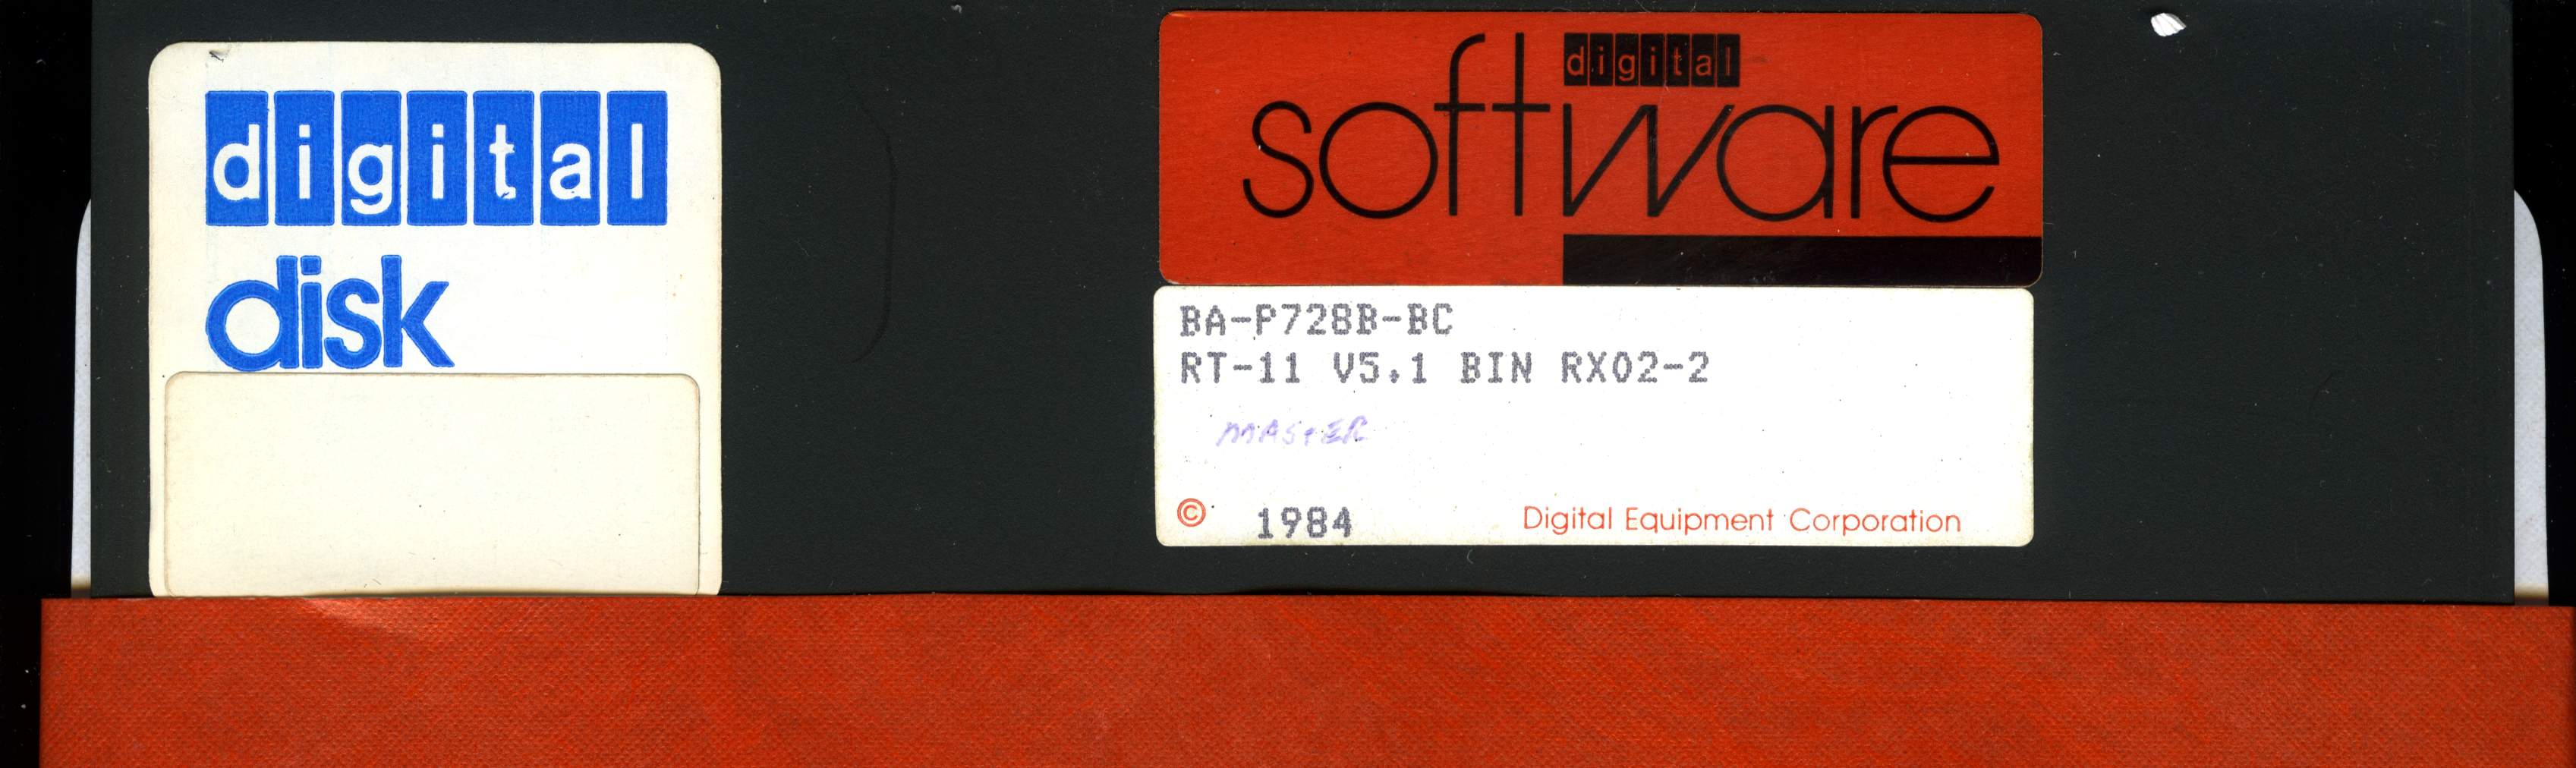 digital
disk
digital
software
BA-P728B-BC
RT-11 V5.1 BIN RX02-2
MASTER
© 1984 Digital Equipment Corporation